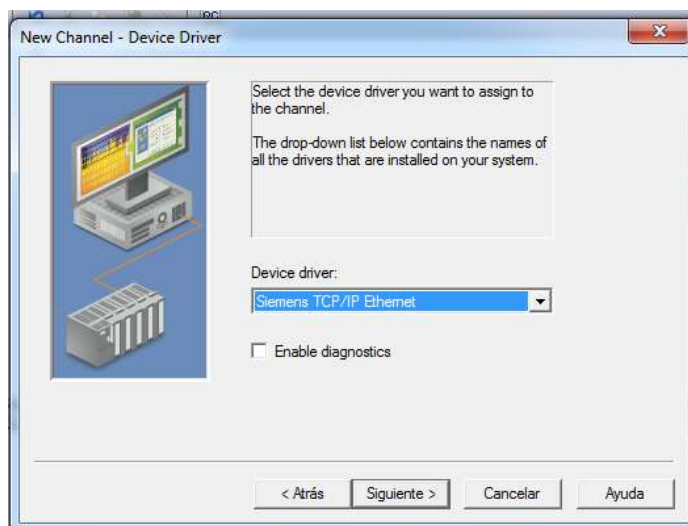 New Channel - Device Driver
Select the device driver you want to assign to
the channel.
The drop-down list below contains the names of
all the drivers that are installed on your system.
Device driver:
Siemens TCP/IP Ethernet
Enable diagnostics
< Atrás
Siguiente >
Cancelar
Ayuda